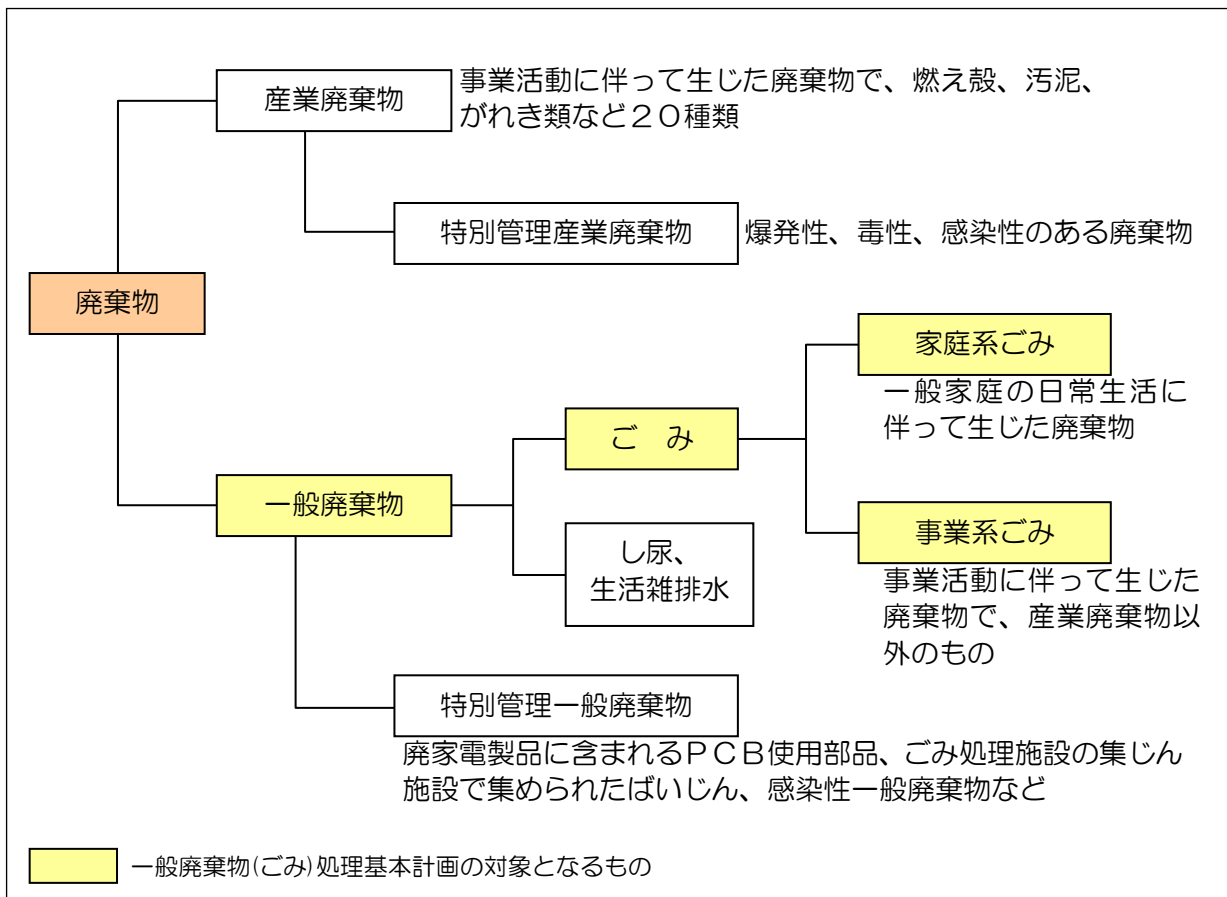 産業廃棄物
事業活動に伴って生じた廃棄物で、燃え殻、汚泥、
がれき類など２０種類
特別管理産業廃棄物
爆発性、毒性、感染性のある廃棄物
廃棄物
家庭系ごみ
一般家庭の日常生活に
伴って生じた廃棄物
ご　み
一般廃棄物
事業系ごみ
し尿、
生活雑排水
事業活動に伴って生じた
廃棄物で、産業廃棄物以
外のもの
特別管理一般廃棄物
廃家電製品に含まれるＰＣＢ使用部品、ごみ処理施設の集じん
施設で集められたばいじん、感染性一般廃棄物など
一般廃棄物(ごみ)処理基本計画の対象となるもの